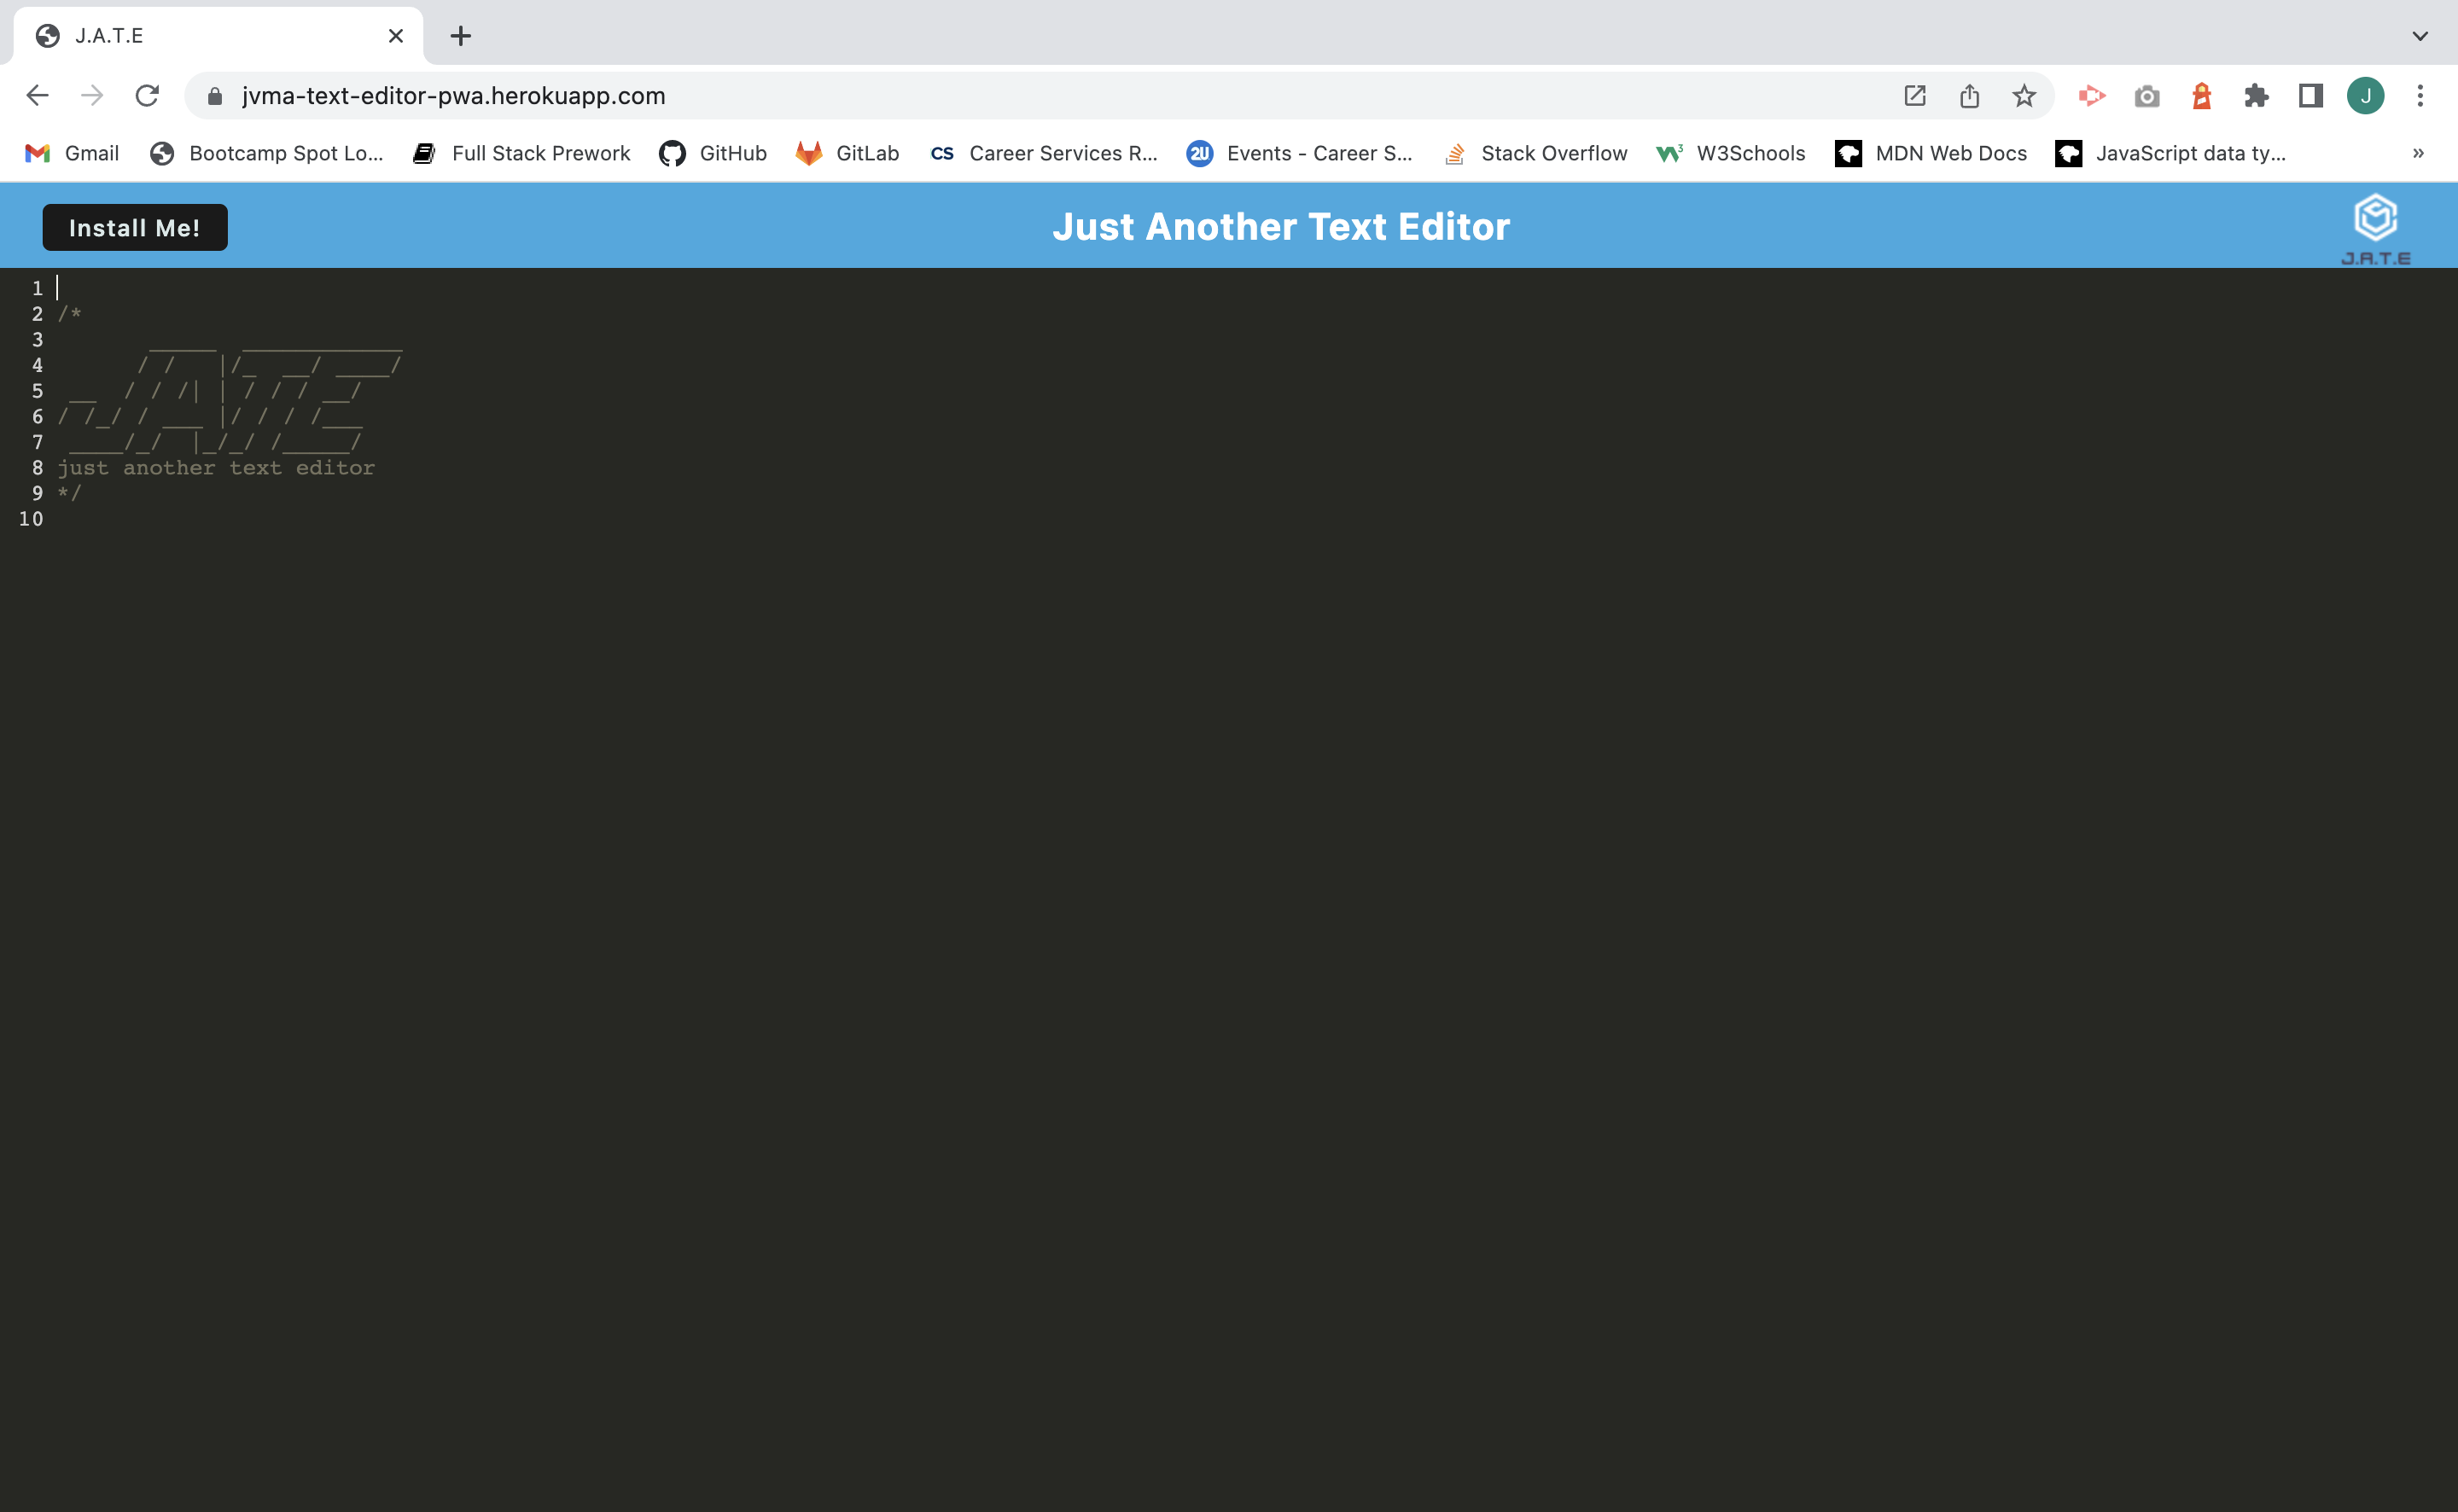 J.A.T.E
jvma-text-editor-pwa.herokuapp.com
J
Gmail Bootcamp Spot Lo... Full Stack Prework GitHub GitLab CS Career Services R... 2U Events - Career S... Stack Overflow W3Schools MDN Web Docs JavaScript data ty... »
Install Me! Just Another Text Editor
J.A.T.E
1
2 /*
3
4       / /   |/_  __/ ____/
5  __  / / /| | / / / __/
6 / /_/ / ___ |/ / / /___
7  ____/_/  |_/_/ /_____/
8 just another text editor
9 */
10